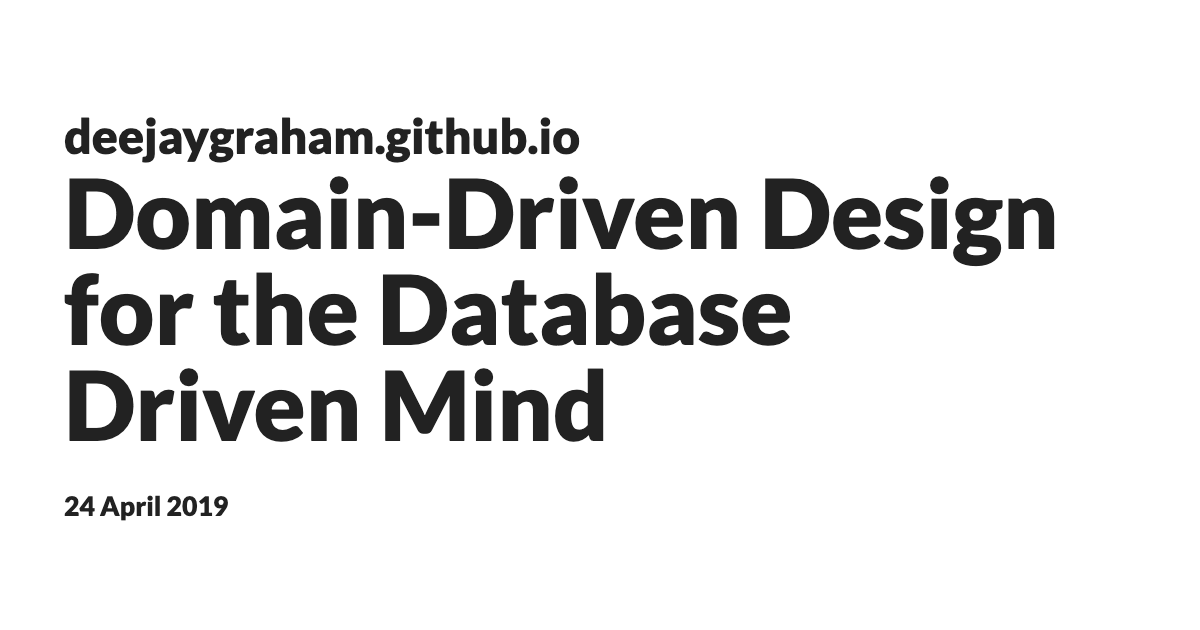 deejaygraham.github.io
Domain-Driven Design
for the Database
Driven Mind
24 April 2019